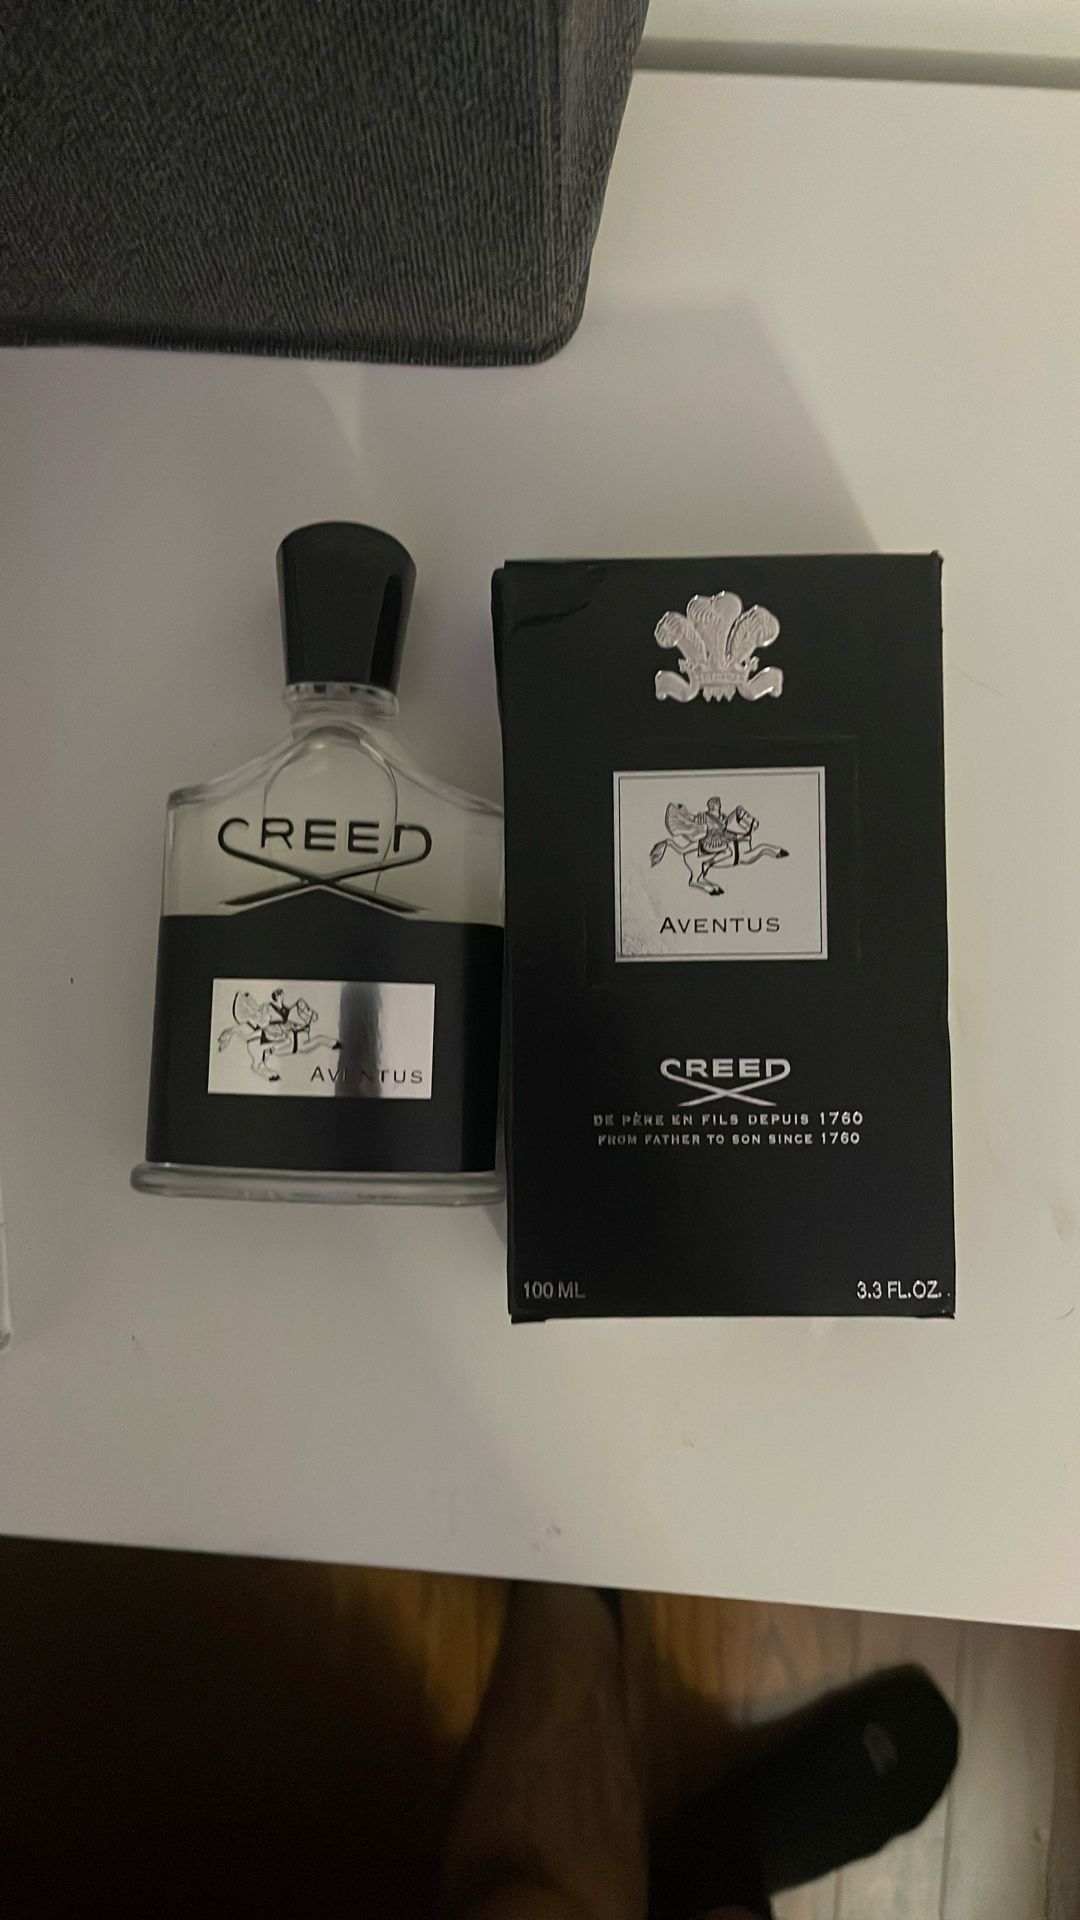 CREED
AVENTUS
AVENTUS
CREED
DE PÈRE EN FILS DEPUIS 1760
FROM FATHER TO SON SINCE 1760
100 ML
3.3 FL.OZ.